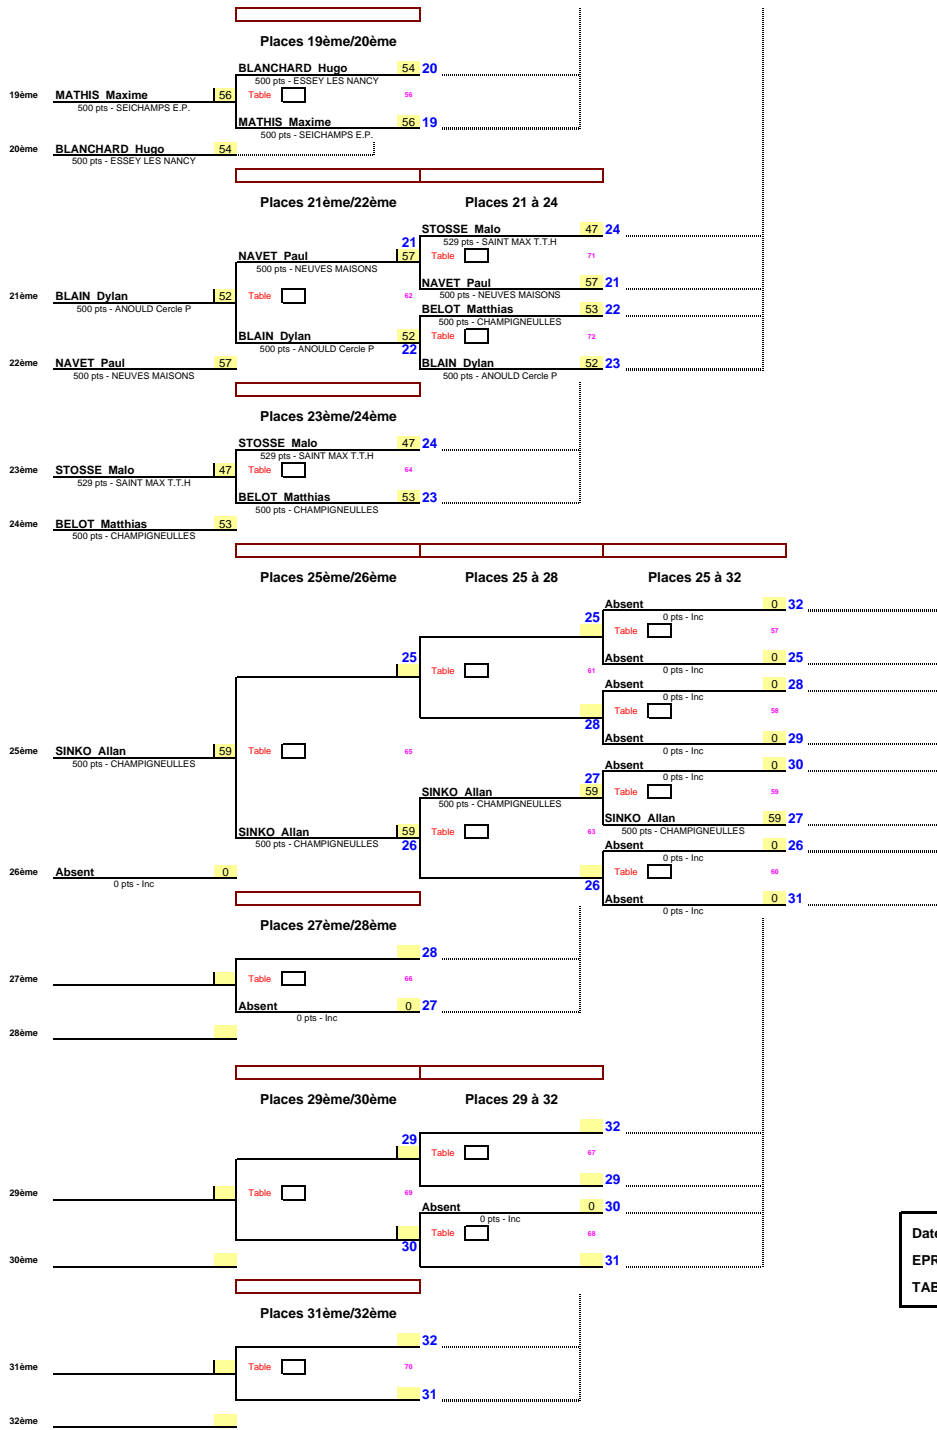 Places 19ème/20ème
BLANCHARD Hugo 54 20
500 pts - ESSEY LES NANCY
19ème MATHIS Maxime 56 Table 56
500 pts - SEICHAMPS E.P.
MATHIS Maxime 56 19
500 pts - SEICHAMPS E.P.
20ème BLANCHARD Hugo 54
500 pts - ESSEY LES NANCY
Places 21ème/22ème Places 21 à 24
STOSSE Malo 47 24
21 529 pts - SAINT MAX T.T.H
NAVET Paul 57 Table 71
500 pts - NEUVES MAISONS
NAVET Paul 57 21
21ème BLAIN Dylan 52 Table 62 500 pts - NEUVES MAISONS
500 pts - ANOULD Cercle P BELOT Matthias 53 22
500 pts - CHAMPIGNEULLES
BLAIN Dylan 52 Table 72
500 pts - ANOULD Cercle P 22
22ème NAVET Paul 57 BLAIN Dylan 52 23
500 pts - NEUVES MAISONS 500 pts - ANOULD Cercle P
Places 23ème/24ème
STOSSE Malo 47 24
529 pts - SAINT MAX T.T.H
23ème STOSSE Malo 47 Table 64
529 pts - SAINT MAX T.T.H
BELOT Matthias 53 23
500 pts - CHAMPIGNEULLES
24ème BELOT Matthias 53
500 pts - CHAMPIGNEULLES
Places 25ème/26ème Places 25 à 28 Places 25 à 32
Absent 0 32
25 0 pts - Inc
Table 57
25 Absent 0 25
Table 61 0 pts - Inc
Absent 0 28
0 pts - Inc
Table 58
28
Absent 0 29
25ème SINKO Allan 59 Table 65 0 pts - Inc
500 pts - CHAMPIGNEULLES Absent 0 30
27 0 pts - Inc
SINKO Allan 59 Table 59
500 pts - CHAMPIGNEULLES
SINKO Allan 59 27
SINKO Allan 59 Table 63 500 pts - CHAMPIGNEULLES
500 pts - CHAMPIGNEULLES 26 Absent 0 26
0 pts - Inc
26ème Absent 0 Table 60
0 pts - Inc 26
Absent 0 31
0 pts - Inc
Places 27ème/28ème
28
27ème Table 66
Absent 0 27
0 pts - Inc
28ème
Places 29ème/30ème Places 29 à 32
32
29
Table 67
29
29ème Table 69
Absent 0 30
0 pts - Inc
Table 68
30
30ème 31
Date
EPR
TAB
Places 31ème/32ème
32
31ème Table 70
31
32ème